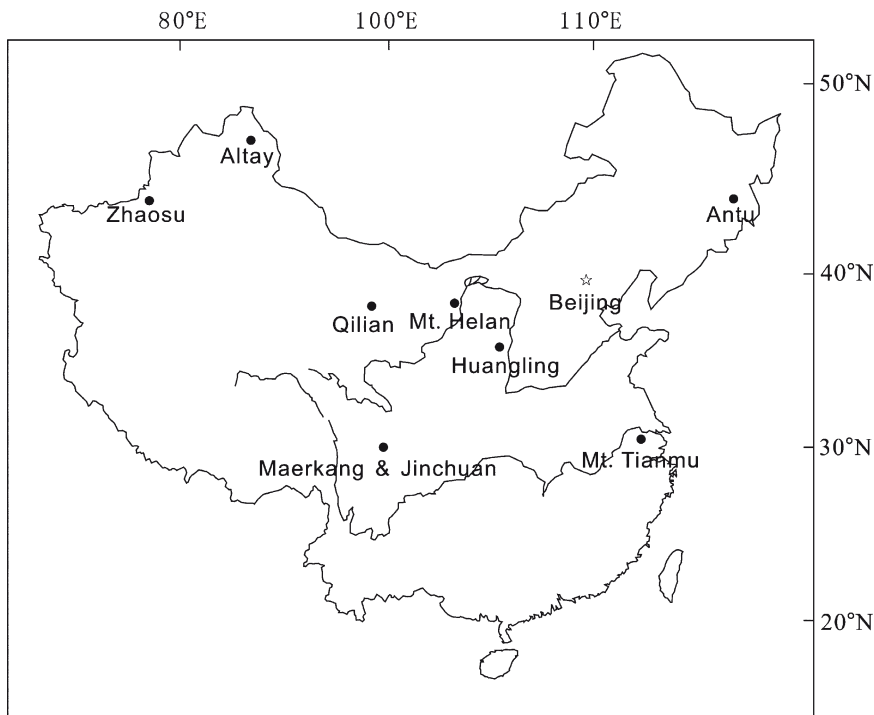 80°E 100°E 110°E
50°N
Altay
Zhaosu
Antu
40°N
Beijing
Qilian
Mt. Helan
Huangling
30°N
Maerkang & Jinchuan
Mt. Tianmu
20°N